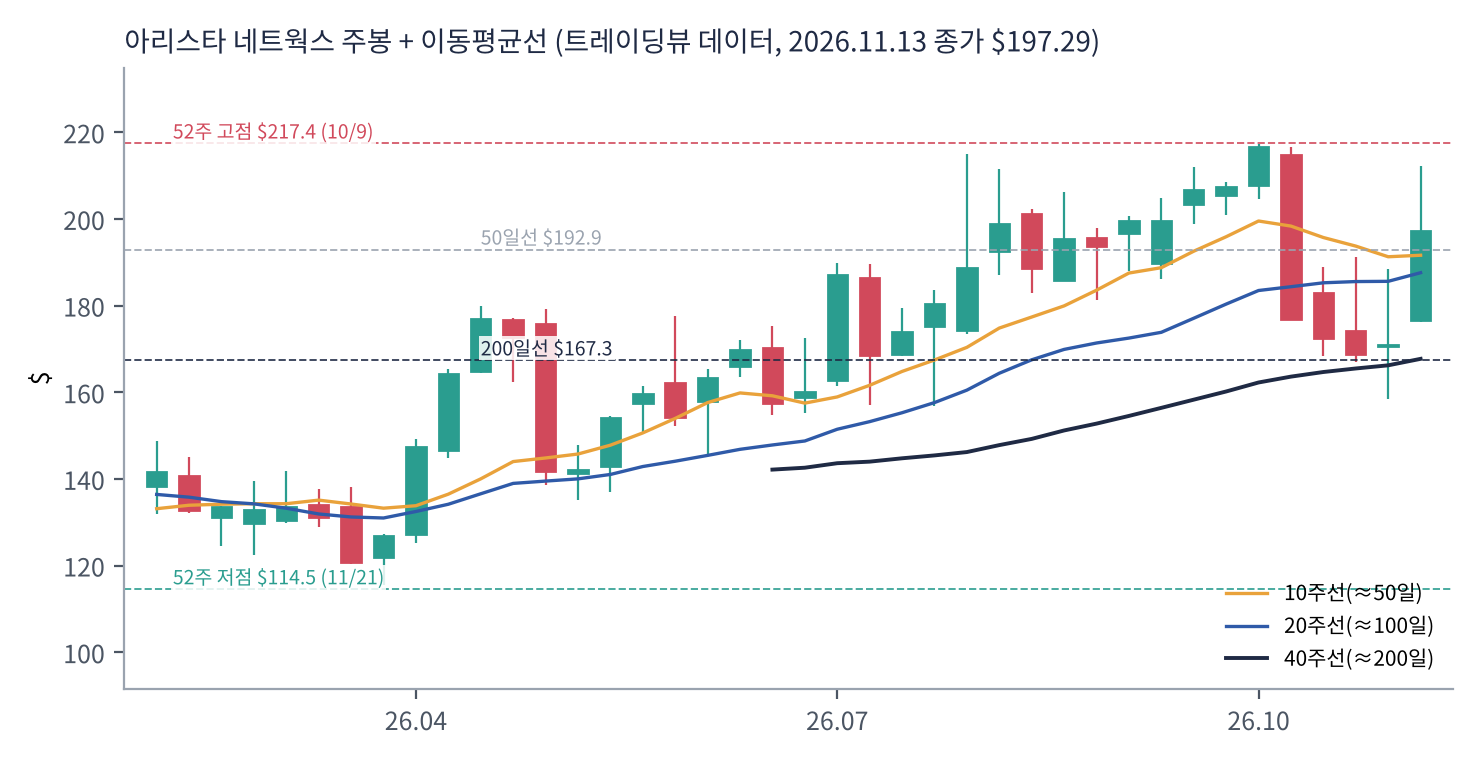 아리스타 네트웍스 주봉 + 이동평균선 (트레이딩뷰 데이터, 2026.11.13 종가 $197.29)
220
52주 고점 $217.4 (10/9)
200
50일선 $192.9
180
200일선 $167.3
$
160
140
120
52주 저점 $114.5 (11/21)
100
10주선(≈50일)
20주선(≈100일)
40주선(≈200일)
26.04
26.07
26.10